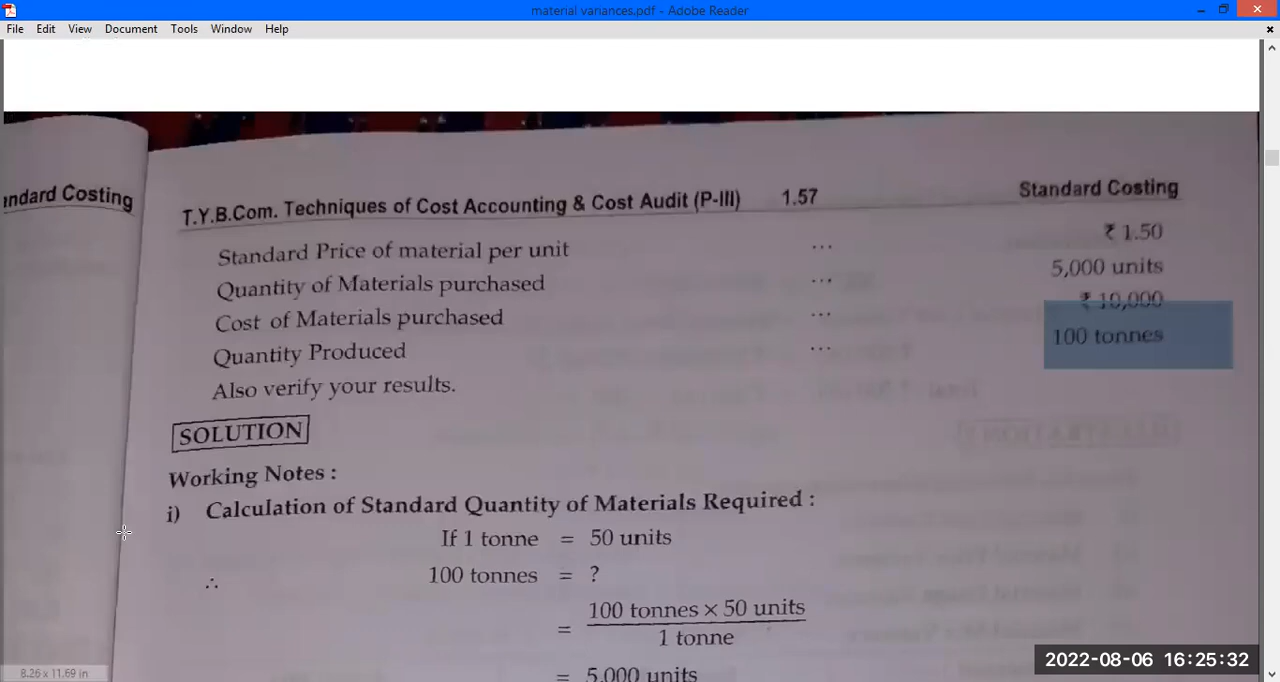 material variances.pdf - Adobe Reader
File Edit View Document Tools Window Help
andard Costing
T.Y.B.Com. Techniques of Cost Accounting & Cost Audit (P-III) 1.57 Standard Costing
Standard Price of material per unit ... ₹ 1.50
Quantity of Materials purchased ... 5,000 units
Cost of Materials purchased ... ₹ 10,000
Quantity Produced ... 100 tonnes
Also verify your results.
SOLUTION
Working Notes :
i) Calculation of Standard Quantity of Materials Required :
If 1 tonne = 50 units
∴ 100 tonnes = ?
= 100 tonnes × 50 units
1 tonne
= 5,000 units
8.26 x 11.69 in
2022-08-06 16:25:32